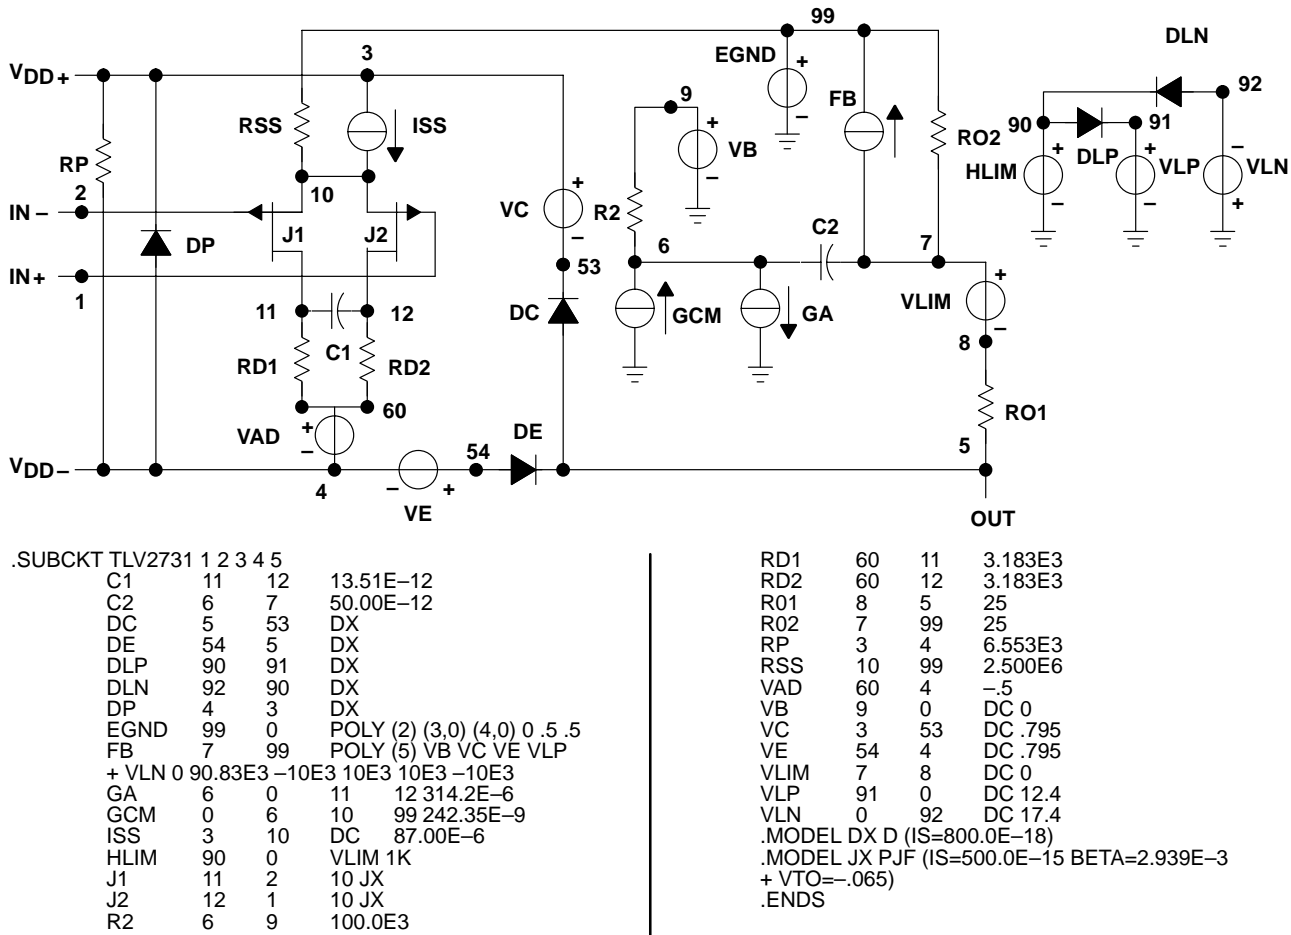 99
DLN
3
EGND
+
–
V DD +
92
9
FB
+
–
VB
RSS
ISS
RO2
90
91
RP
DLP
HLIM
+
–
VLP
+
–
VLN
–
+
2
10
IN –
J1
J2
DP
VC
+
–
R2
C2
6
7
IN +
1
53
11
12
DC
GCM
GA
VLIM
+
–
8
C1
RD1
RD2
60
RO1
VAD
+
–
DE
54
5
V DD –
4
–
+
VE
OUT
.SUBCKT TLV2731 1 2 3 4 5
C1 11 12 13.51E–12
C2 6 7 50.00E–12
DC 5 53 DX
DE 54 5 DX
DLP 90 91 DX
DLN 92 90 DX
DP 4 3 DX
EGND 99 0 POLY (2) (3,0) (4,0) 0 .5 .5
FB 7 99 POLY (5) VB VC VE VLP
+ VLN 0 90.83E3 –10E3 10E3 10E3 –10E3
GA 6 0 11 12 314.2E–6
GCM 0 6 10 99 242.35E–9
ISS 3 10 DC 87.00E–6
HLIM 90 0 VLIM 1K
J1 11 2 10 JX
J2 12 1 10 JX
R2 6 9 100.0E3
RD1 60 11 3.183E3
RD2 60 12 3.183E3
R01 8 5 25
R02 7 99 25
RP 3 4 6.553E3
RSS 10 99 2.500E6
VAD 60 4 –.5
VB 9 0 DC 0
VC 3 53 DC .795
VE 54 4 DC .795
VLIM 7 8 DC 0
VLP 91 0 DC 12.4
VLN 0 92 DC 17.4
.MODEL DX D (IS=800.0E–18)
.MODEL JX PJF (IS=500.0E–15 BETA=2.939E–3
+ VTO=–.065)
.ENDS